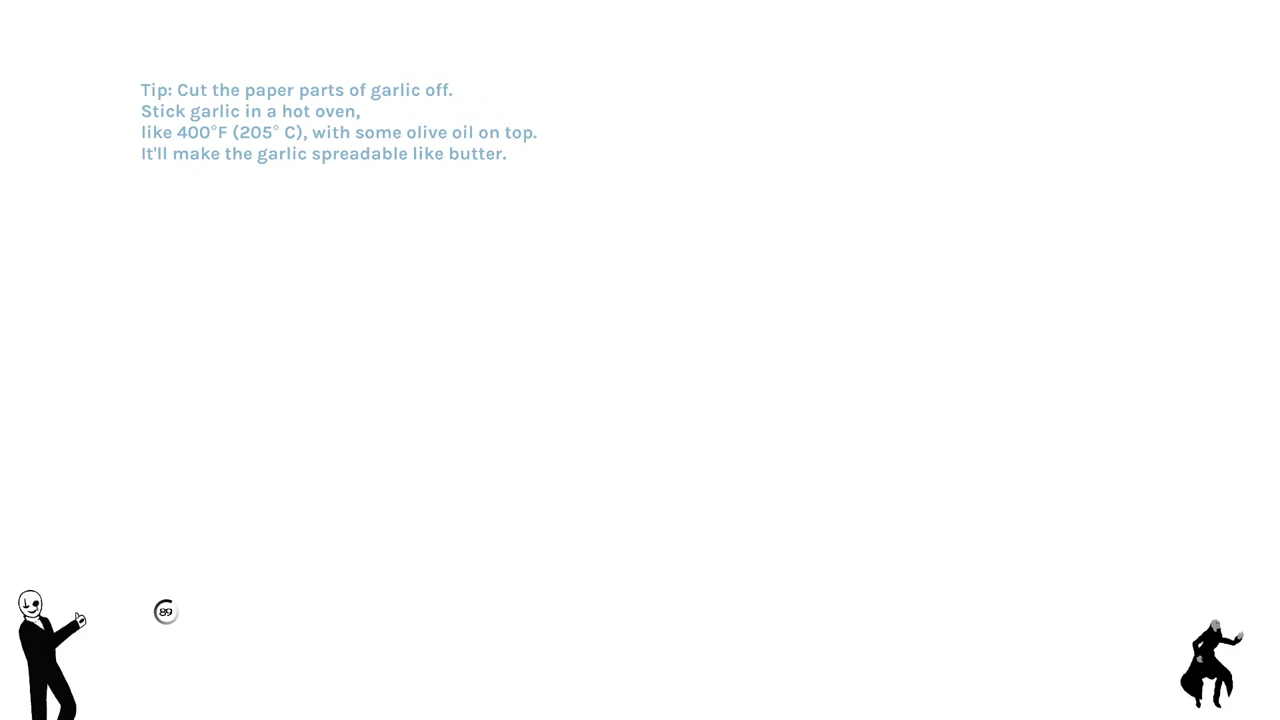 Tip: Cut the paper parts of garlic off.
Stick garlic in a hot oven,
like 400°F (205° C), with some olive oil on top.
It'll make the garlic spreadable like butter.
89